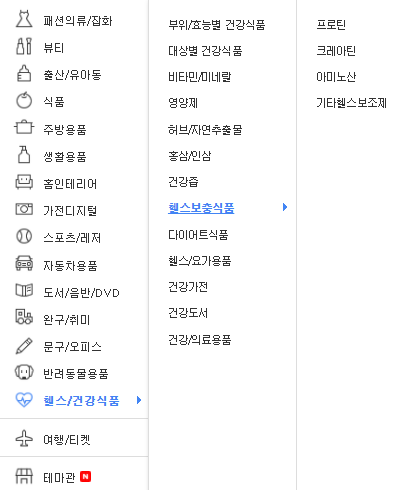 패션의류/잡화
뷰티
출산/유아동
식품
주방용품
생활용품
홈인테리어
가전디지털
스포츠/레저
자동차용품
도서/음반/DVD
완구/취미
문구/오피스
반려동물용품
헬스/건강식품
여행/티켓
테마관 N
부위/효능별 건강식품
대상별 건강식품
비타민/미네랄
영양제
허브/자연추출물
홍삼/인삼
건강즙
헬스보충식품
다이어트식품
헬스/요가용품
건강가전
건강도서
건강/의료용품
프로틴
크레아틴
아미노산
기타헬스보조제